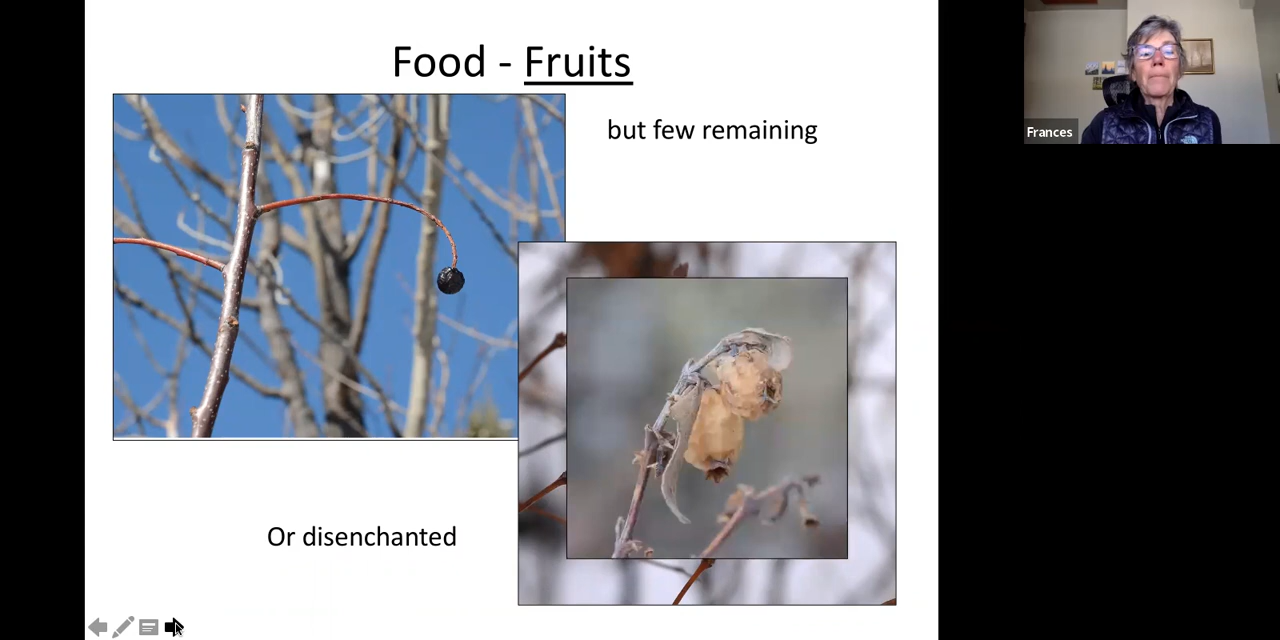 Food - Fruits
but few remaining
Frances
Or disenchanted